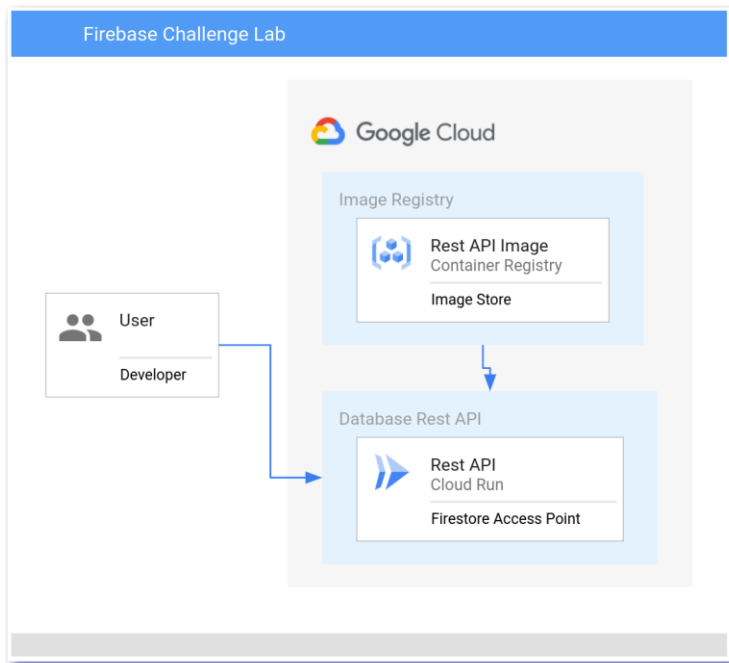 Firebase Challenge Lab
Google Cloud
Image Registry
Rest API Image
Container Registry
Image Store
User
Developer
Database Rest API
Rest API
Cloud Run
Firestore Access Point